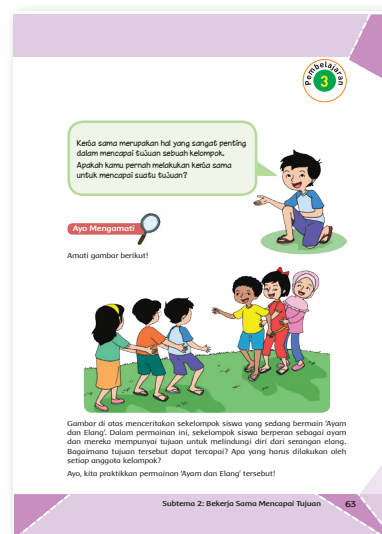 Pembelajaran
3
Kerja sama merupakan hal yang sangat penting
dalam mencapai tujuan sebuah kelompok.
Apakah kamu pernah melakukan kerja sama
untuk mencapai suatu tujuan?
Ayo Mengamati
Amati gambar berikut!
Gambar di atas menceritakan sekelompok siswa yang sedang bermain ‘Ayam
dan Elang’. Dalam permainan ini, sekelompok siswa berperan sebagai ayam
dan mereka mempunyai tujuan untuk melindungi diri dari serangan elang.
Bagaimana tujuan tersebut dapat tercapai? Apa yang harus dilakukan oleh
setiap anggota kelompok?
Ayo, kita praktikkan permainan ‘Ayam dan Elang’ tersebut!
Subtema 2: Bekerja Sama Mencapai Tujuan 63